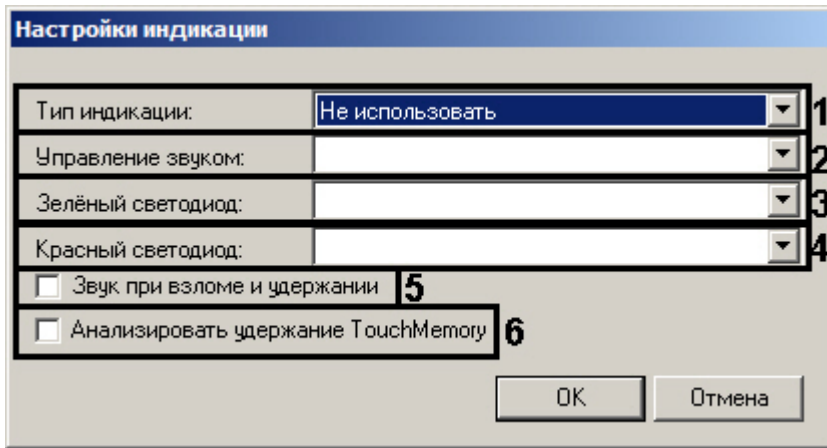 Настройки индикации
Тип индикации: Не использовать 1
Управление звуком: 2
Зелёный светодиод: 3
Красный светодиод: 4
Звук при взломе и удержании 5
Анализировать удержание TouchMemory 6
OK Отмена